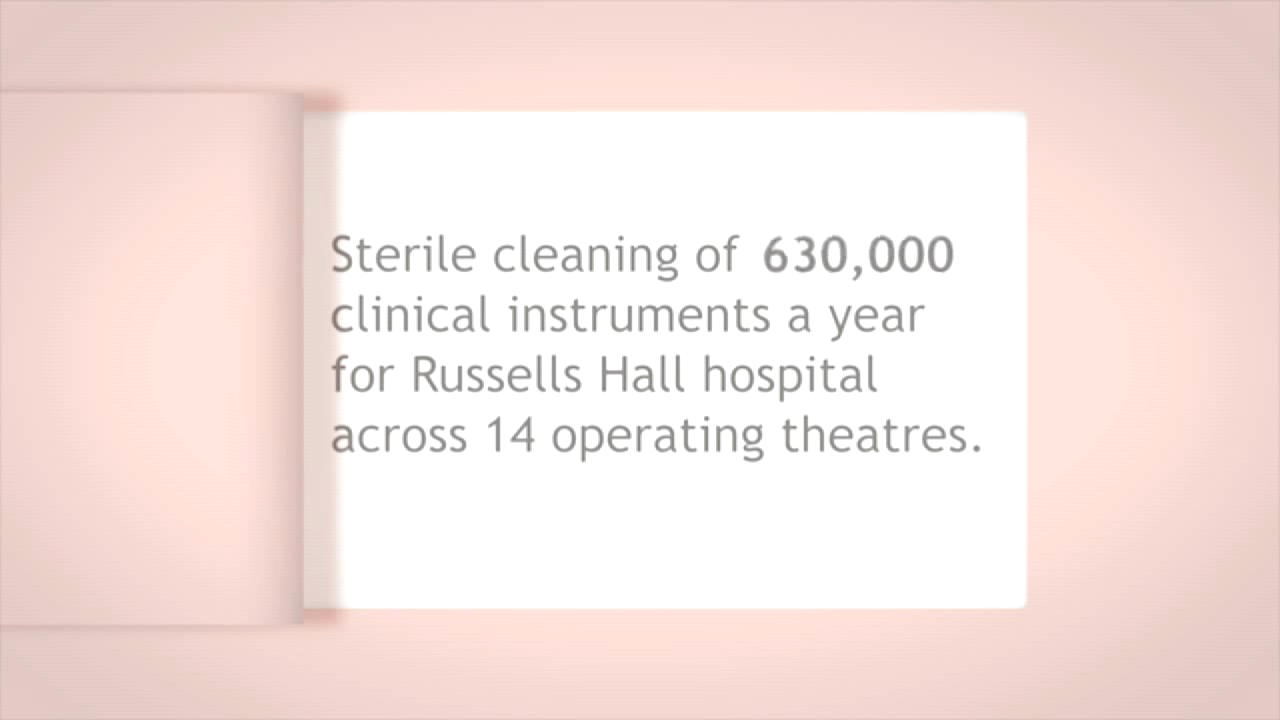 Sterile cleaning of 630,000
clinical instruments a year
for Russells Hall hospital
across 14 operating theatres.